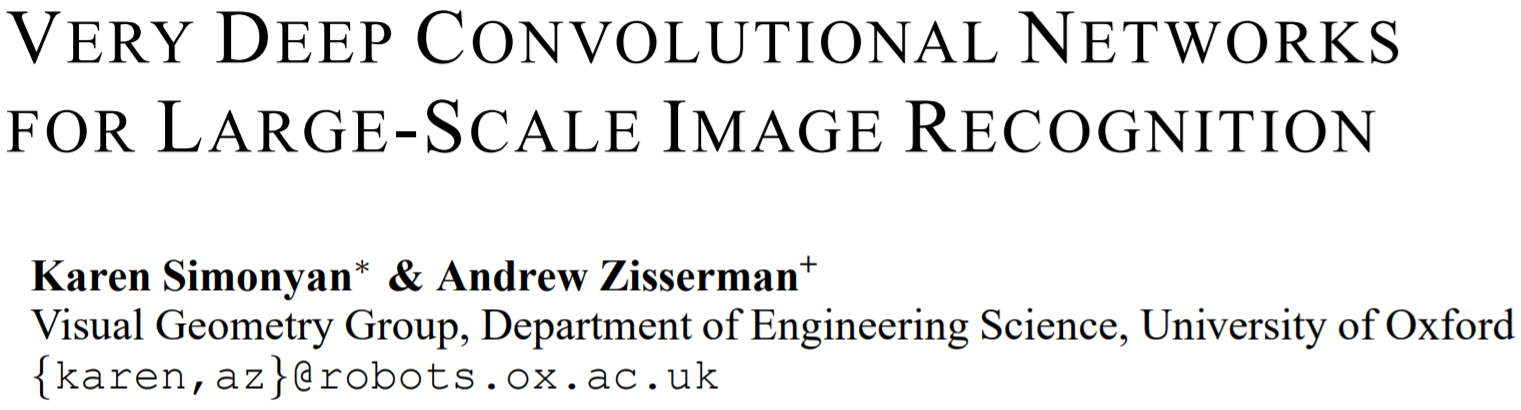 VERY DEEP CONVOLUTIONAL NETWORKS
FOR LARGE-SCALE IMAGE RECOGNITION
Karen Simonyan* & Andrew Zisserman+
Visual Geometry Group, Department of Engineering Science, University of Oxford
{karen,az}@robots.ox.ac.uk